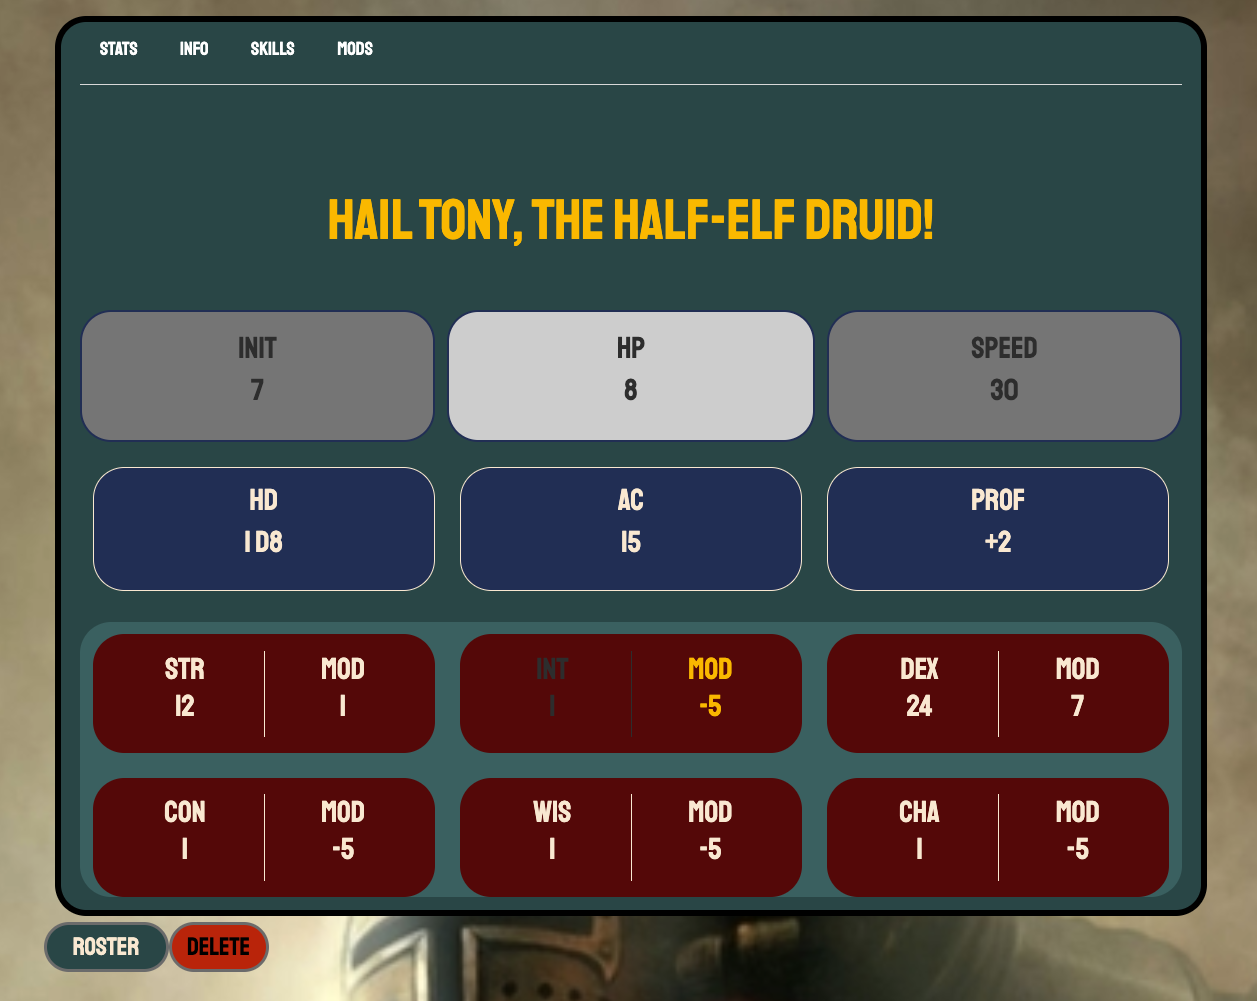 STATS INFO SKILLS MODS
HAIL TONY, THE HALF-ELF DRUID!
INIT HP SPEED
7 8 30
HD AC PROF
1 D8 15 +2
STR MOD INT MOD DEX MOD
12 1 1 -5 24 7
CON MOD WIS MOD CHA MOD
1 -5 1 -5 1 -5
ROSTER DELETE